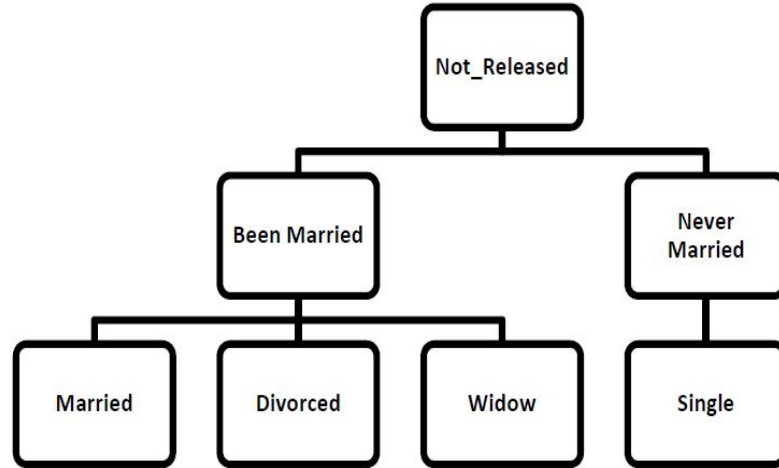 Not_Released
Been Married
Never
Married
Married
Divorced
Widow
Single